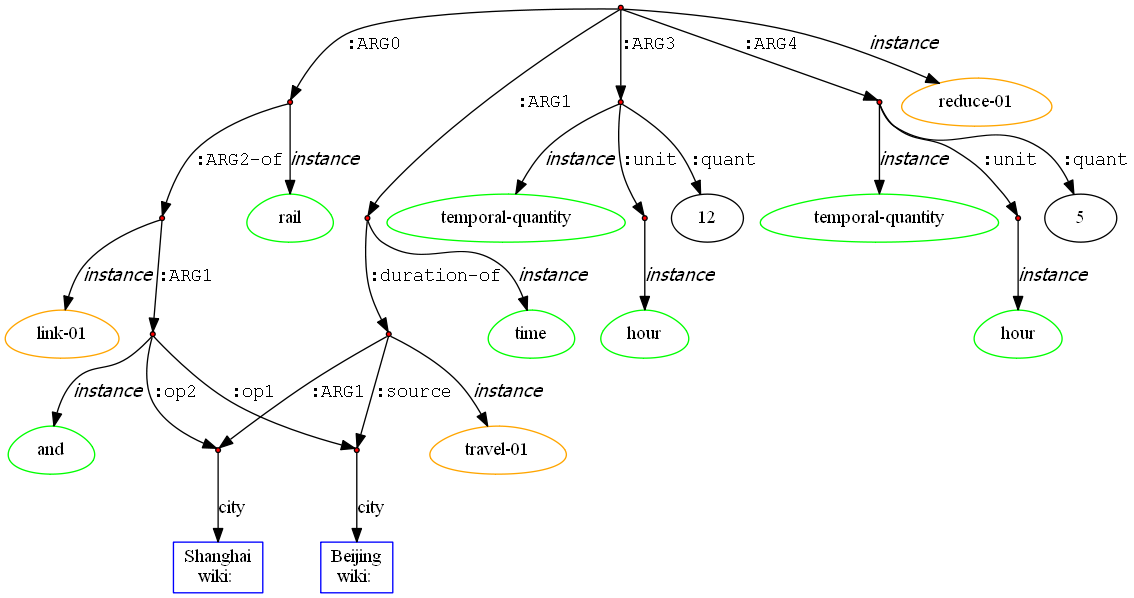 :ARG0
:ARG3
:ARG4
instance
:ARG1
reduce-01
:ARG2-of
instance
instance
:unit
:quant
instance
:unit
:quant
rail
temporal-quantity
12
temporal-quantity
5
instance
:ARG1
:duration-of
instance
instance
instance
link-01
time
hour
hour
instance
:op2
:op1
:ARG1
:source
instance
and
travel-01
city
city
Shanghai
wiki:
Beijing
wiki: